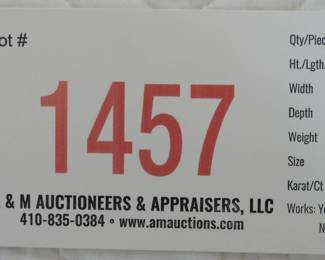 ot #
1457
& M AUCTIONEERS & APPRAISERS, LLC
410-835-0384 • www.amauctions.com
Qty/Piec
Ht./Lgth.
Width
Depth
Weight
Size
Karat/Ct
Works: Y
N